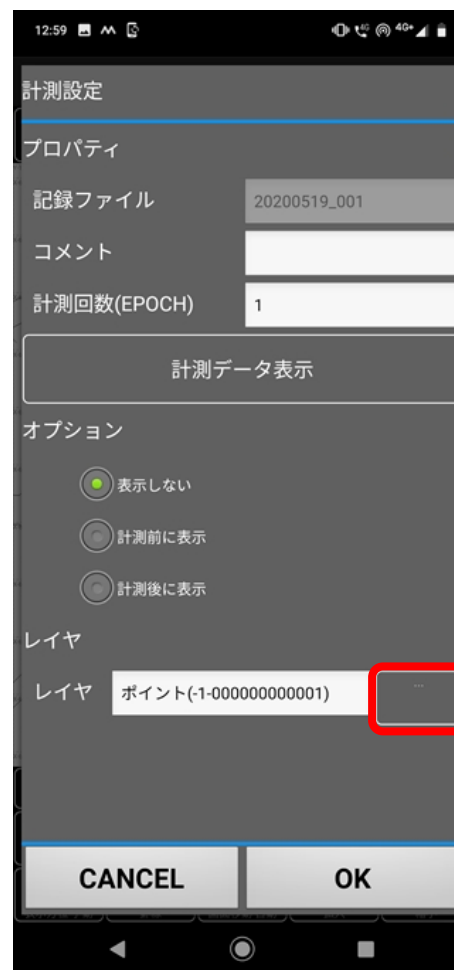 12:59 4G 4G+
計測設定
プロパティ
記録ファイル 20200519_001
コメント
計測回数(EPOCH) 1
計測データ表示
オプション
表示しない
計測前に表示
計測後に表示
レイヤ
レイヤ ポイント(-1-000000000001) ...
CANCEL OK